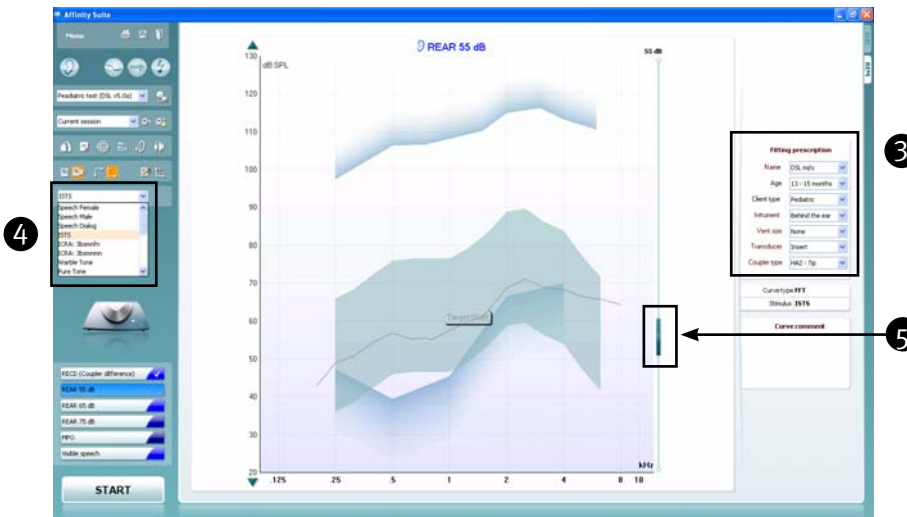 Affinity Suite
Menu
Peadiatric test (DSL v5.0a)
Current session
ISTS
Speech Female
Speech Male
Speech Dialog
ISTS
ICRA: 3bsmnfn
ICRA: 3bsmnmn
Warble Tone
Pure Tone
4
RECD (Coupler difference)
REAR 55 dB
REAR 65 dB
REAR 75 dB
MPO
Visible speech
START
REAR 55 dB
55 dB
dB SPL
130
120
110
100
90
80
70
60
50
40
30
20
.125 .25 .5 1 2 4 8 10
kHz
3
Fitting prescription
Name DSL m/o
Age 13 - 15 months
Client type Pediatric
Intrument Behind the ear
Vent size None
Transducer Insert
Coupler type HA2 - Tip
Curve type FFT
Stimulus ISTS
Curve comment
5